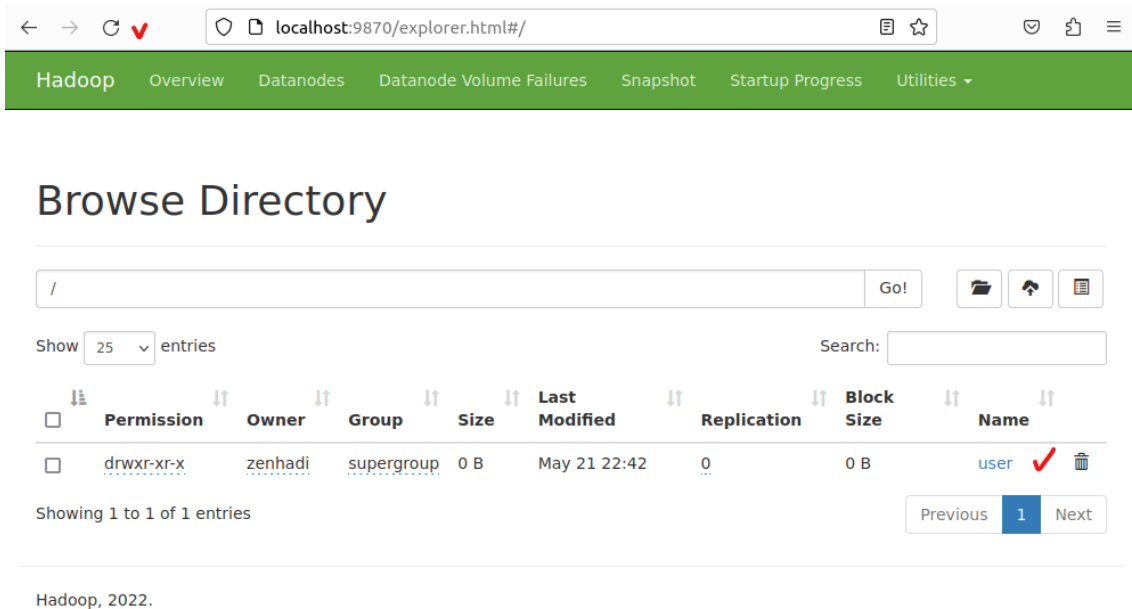 localhost:9870/explorer.html#/
Hadoop Overview Datanodes Datanode Volume Failures Snapshot Startup Progress Utilities
Browse Directory
/ Go!
Show 25 entries Search:
Permission Owner Group Size Last Modified Replication Block Size Name
drwxr-xr-x zenhadi supergroup 0 B May 21 22:42 0 0 B user
Showing 1 to 1 of 1 entries Previous 1 Next
Hadoop, 2022.